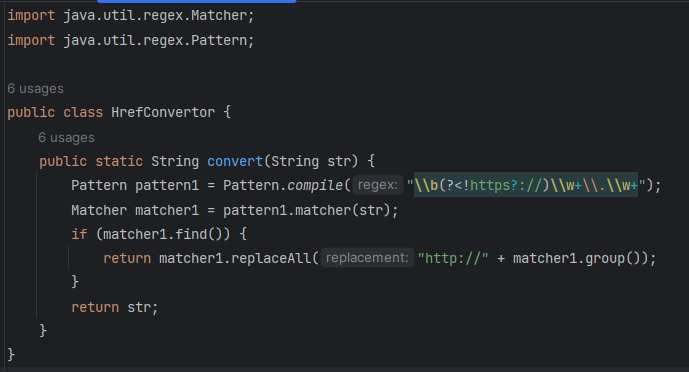 import java.util.regex.Matcher;
import java.util.regex.Pattern;
6 usages
public class HrefConvertor {
6 usages
public static String convert(String str) {
Pattern pattern1 = Pattern.compile( regex: "\\b(?<!https?://)\\w+\\.\\w+");
Matcher matcher1 = pattern1.matcher(str);
if (matcher1.find()) {
return matcher1.replaceAll( replacement: "http://" + matcher1.group());
}
return str;
}
}